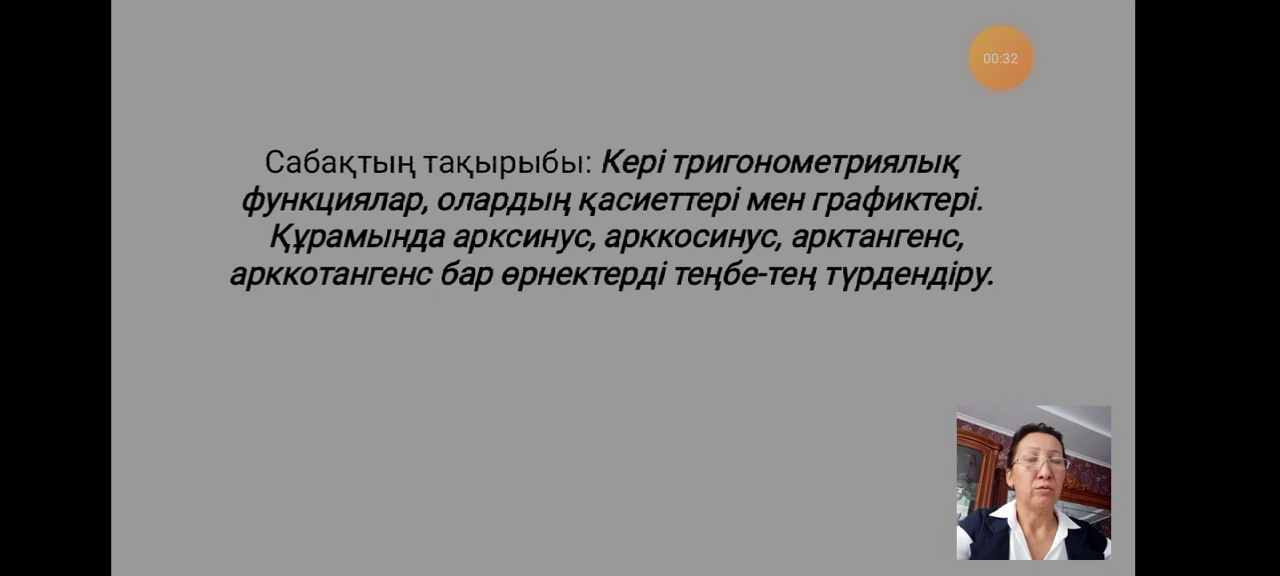 00:32
Сабақтың тақырыбы: Кері тригонометриялық
функциялар, олардың қасиеттері мен графиктері.
Құрамында арксинус, арккосинус, арктангенс,
арккотангенс бар өрнектерді теңбе-тең түрдендіру.